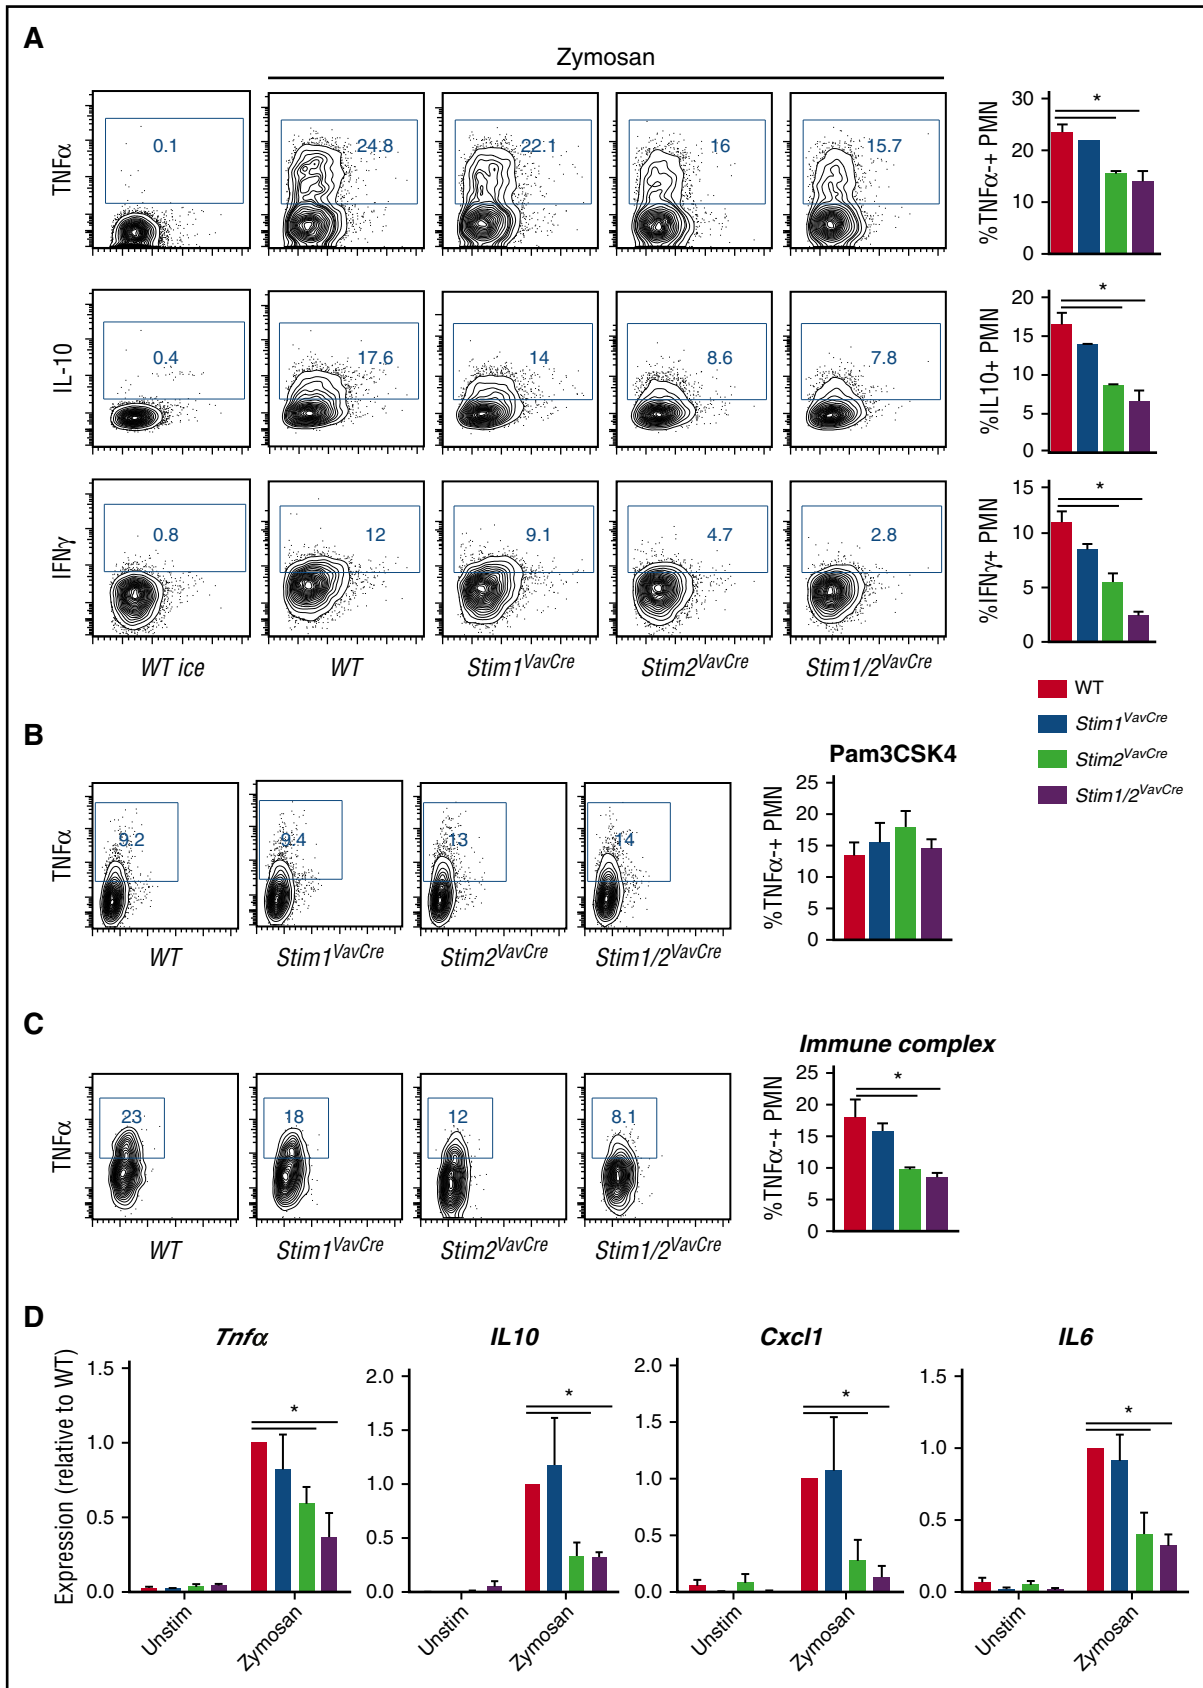 A
Zymosan
TNFα
0.1
24.8
22.1
16
15.7
%TNFα-+ PMN
30
20
10
0
*
IL-10
0.4
17.6
14
8.6
7.8
%IL10+ PMN
20
15
10
5
0
*
IFNγ
0.8
12
9.1
4.7
2.8
%IFNγ+ PMN
15
10
5
0
*
WT ice
WT
Stim1VavCre
Stim2VavCre
Stim1/2VavCre
WT
Stim1VavCre
Stim2VavCre
Stim1/2VavCre
B
TNFα
9.2
9.4
13
14
WT
Stim1VavCre
Stim2VavCre
Stim1/2VavCre
Pam3CSK4
%TNFα-+ PMN
25
20
15
10
5
0
C
TNFα
23
18
12
8.1
WT
Stim1VavCre
Stim2VavCre
Stim1/2VavCre
Immune complex
%TNFα-+ PMN
25
20
15
10
5
0
*
D
Expression (relative to WT)
Tnfα
1.5
1.0
0.5
0.0
*
Unstim
Zymosan
IL10
2.0
1.5
1.0
0.5
0.0
*
Unstim
Zymosan
Cxcl1
2.0
1.5
1.0
0.5
0.0
*
Unstim
Zymosan
IL6
1.5
1.0
0.5
0.0
*
Unstim
Zymosan